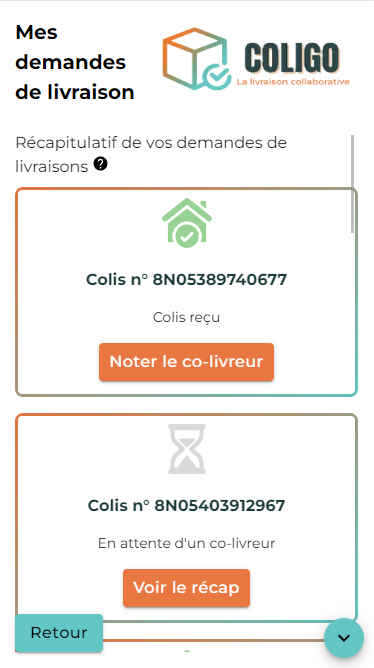 Mes
demandes
de livraison
COLIGO
La livraison collaborative
Récapitulatif de vos demandes de
livraisons ?
Colis n° 8N05389740677
Colis reçu
Noter le co-livreur
Colis n° 8N05403912967
En attente d'un co-livreur
Voir le récap
Retour